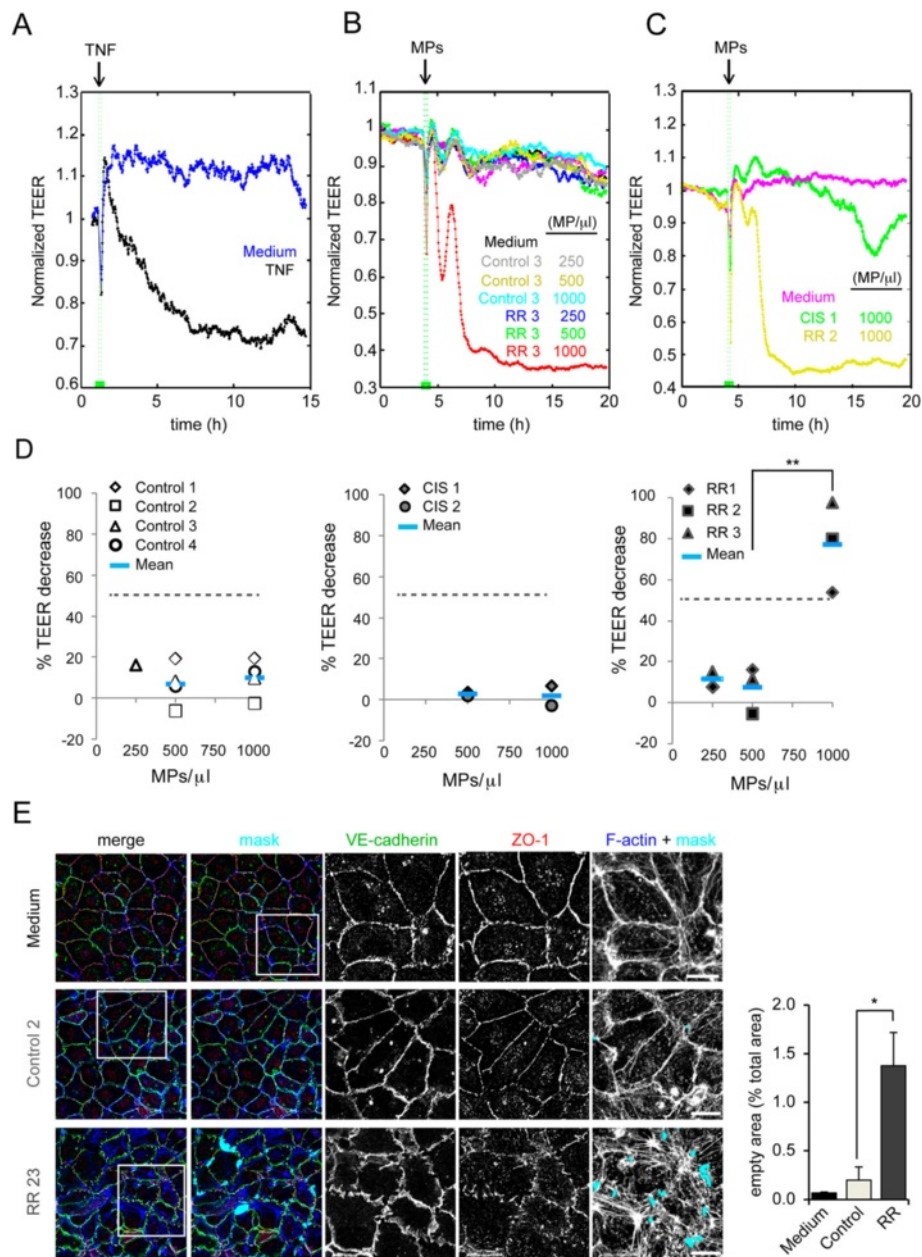 A
TNF
Normalized TEER
1.3
1.2
1.1
1
0.9
0.8
0.7
0.6
Medium
TNF
0 5 10 15
time (h)
B
MPs
Normalized TEER
1.1
1
0.9
0.8
0.7
0.6
0.5
0.4
0.3
(MP/μl)
Medium
Control 3 250
Control 3 500
Control 3 1000
RR 3 250
RR 3 500
RR 3 1000
0 5 10 15 20
time (h)
C
MPs
Normalized TEER
1.3
1.2
1.1
1
0.9
0.8
0.7
0.6
0.5
0.4
(MP/μl)
Medium
CIS 1 1000
RR 2 1000
0 5 10 15 20
time (h)
D
% TEER decrease
100
80
60
40
20
0
-20
Control 1
Control 2
Control 3
Control 4
Mean
0 250 500 750 1000
MPs/μl
% TEER decrease
100
80
60
40
20
0
-20
CIS 1
CIS 2
Mean
0 250 500 750 1000
MPs/μl
% TEER decrease
100
80
60
40
20
0
-20
RR1
RR 2
RR 3
Mean
**
0 250 500 750 1000
MPs/μl
E
merge mask VE-cadherin ZO-1 F-actin + mask
Medium
Control 2
RR 23
empty area (% total area)
2.0
1.5
1.0
0.5
0.0
*
Medium
Control
RR